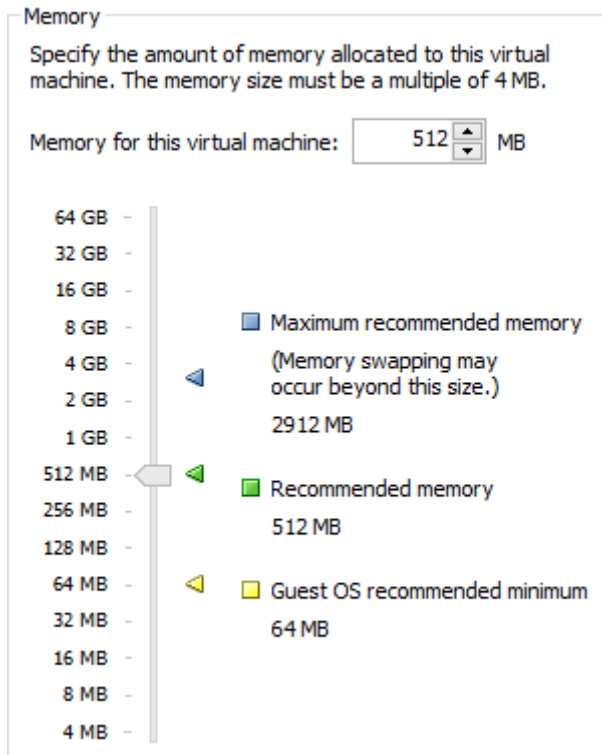 Memory
Specify the amount of memory allocated to this virtual
machine. The memory size must be a multiple of 4 MB.
Memory for this virtual machine: 512 MB
64 GB
32 GB
16 GB
8 GB
4 GB
2 GB
1 GB
512 MB
256 MB
128 MB
64 MB
32 MB
16 MB
8 MB
4 MB
Maximum recommended memory
(Memory swapping may
occur beyond this size.)
2912 MB
Recommended memory
512 MB
Guest OS recommended minimum
64 MB